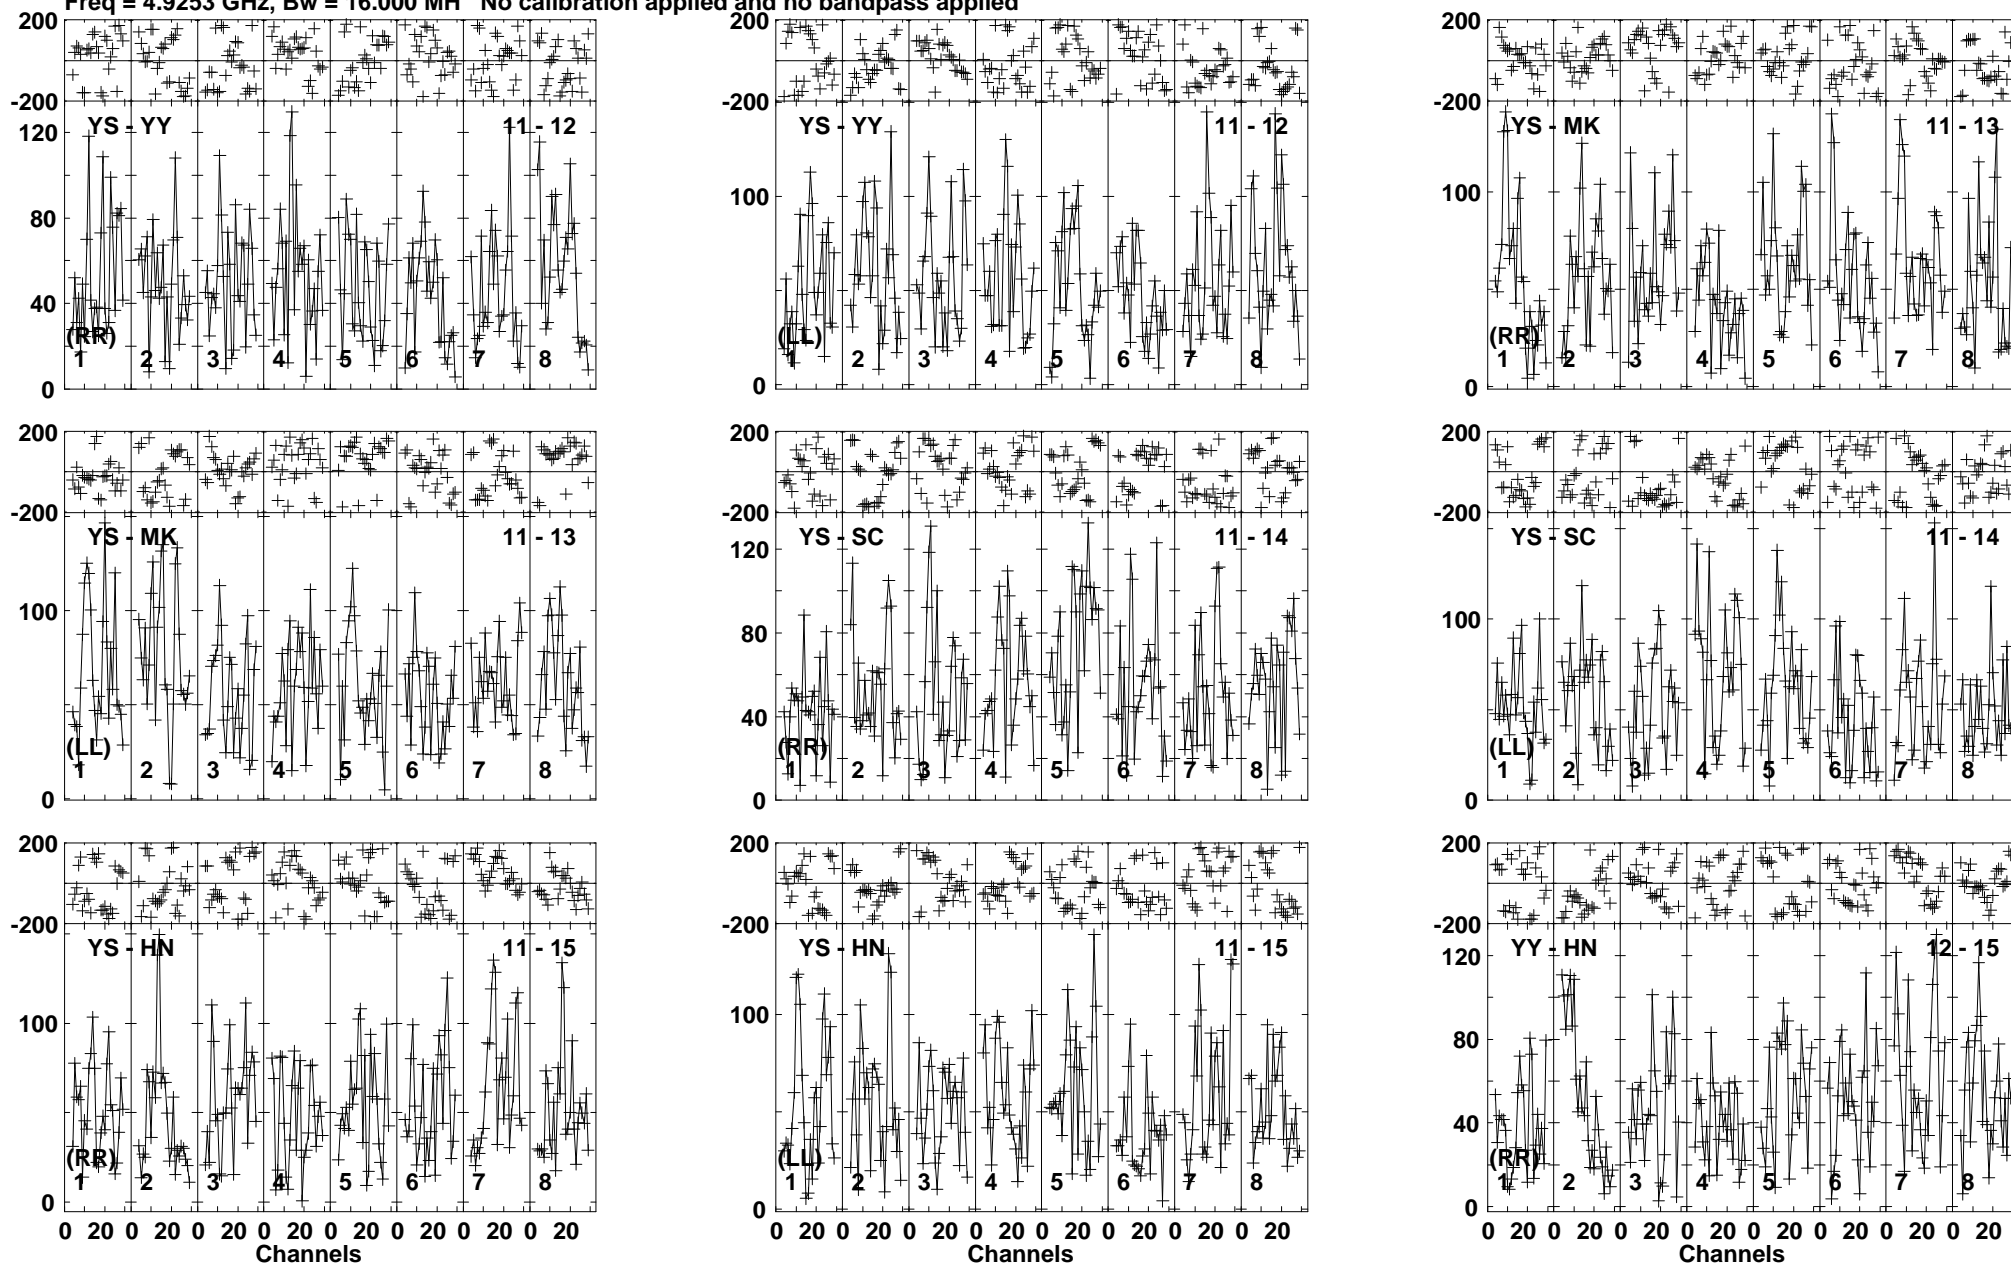 Freq = 4.9253 GHz, Bw = 16.000 MH No calibration applied and no bandpass applied
200 200 200
-200 -200 -200
YS - YY 11 - 12 YS - YY 11 - 12 YS - MK 11 - 13
120
100 100
80
40
(RR) (LL) (RR)
1 2 3 4 5 6 7 8 1 2 3 4 5 6 7 8 1 2 3 4 5 6 7 8
0 0 0
200 200 200
-200 -200 -200
YS - MK 11 - 13 YS - SC 11 - 14 YS - SC 11 - 14
120
100 100
80
40
(LL) (RR) (LL)
1 2 3 4 5 6 7 8 1 2 3 4 5 6 7 8 1 2 3 4 5 6 7 8
0 0 0
200 200 200
-200 -200 -200
YS - HN 11 - 15 YS - HN 11 - 15 YY - HN 12 - 15
120
100 100
80
40
(RR) (LL) (RR)
1 2 3 4 5 6 7 8 1 2 3 4 5 6 7 8 1 2 3 4 5 6 7 8
0 0 0
0 20 0 20 0 20 0 20 0 20 0 20 0 20 0 20 0 20 0 20 0 20 0 20 0 20 0 20 0 20 0 20 0 20 0 20 0 20 0 20 0 20 0 20 0 20 0 20
Channels Channels Channels